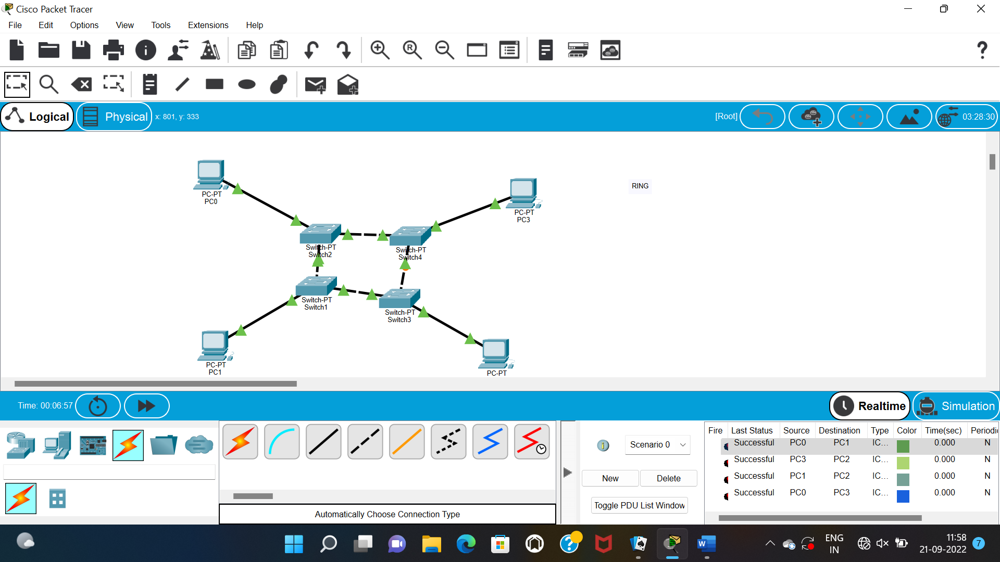 Cisco Packet Tracer
File Edit Options View Tools Extensions Help
Logical Physical x: 801, y: 333 [Root] 03:28:30
PC-PT
PC0
RING
PC-PT
PC3
Switch-PT
Switch2
Switch-PT
Switch4
Switch-PT
Switch1
Switch-PT
Switch3
PC-PT
PC1
PC-PT
Time: 00:06:57 Realtime Simulation
Fire Last Status Source Destination Type Color Time(sec) Periodi
Successful PC0 PC1 IC... 0.000 N
Successful PC3 PC2 IC... 0.000 N
Successful PC1 PC2 IC... 0.000 N
Successful PC0 PC3 IC... 0.000 N
Scenario 0
New Delete
Toggle PDU List Window
Automatically Choose Connection Type
ENG
IN
11:58
21-09-2022
7